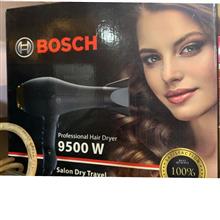 BOSCH
Professional Hair Dryer
9500 W
Salon Dry Travel
100%